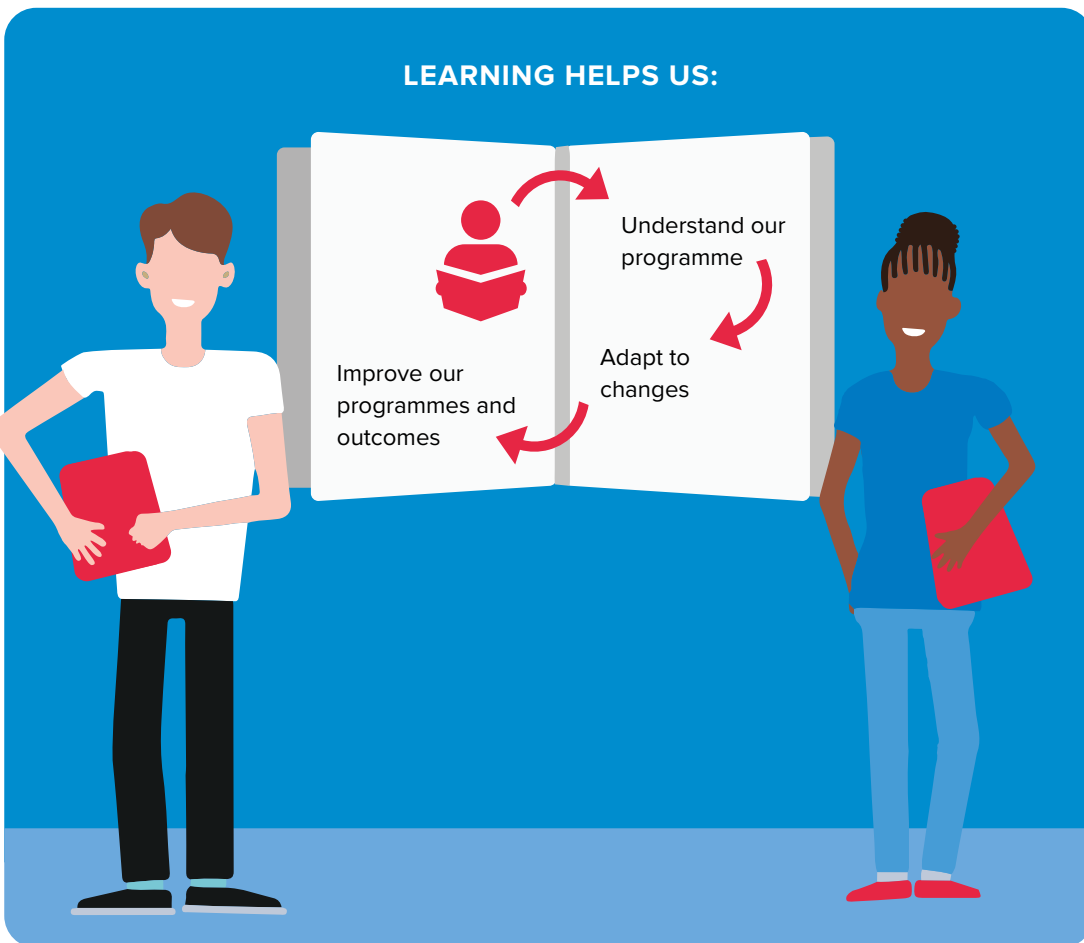 LEARNING HELPS US:
Understand our
programme
Adapt to
changes
Improve our
programmes and
outcomes